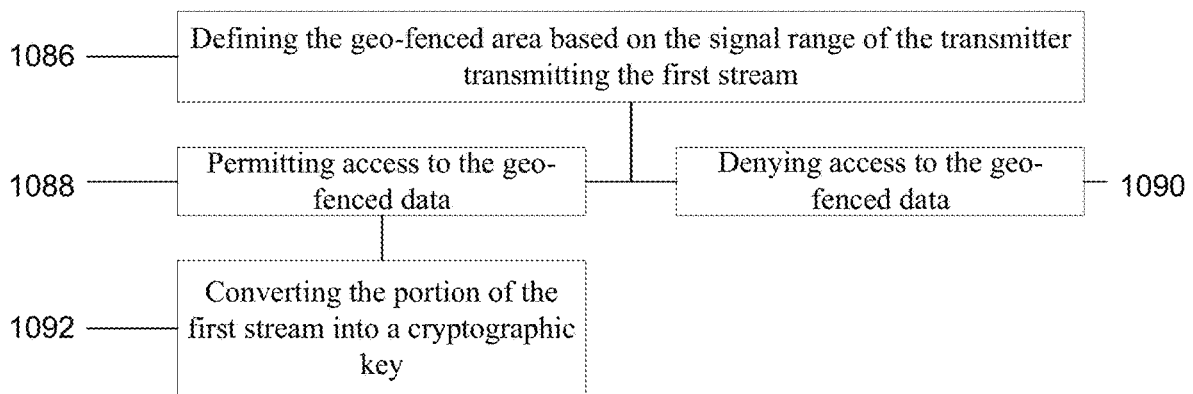 1086
Defining the geo-fenced area based on the signal range of the transmitter
transmitting the first stream
1088
Permitting access to the geo-
fenced data
Denying access to the geo-
fenced data
1090
1092
Converting the portion of the
first stream into a cryptographic
key